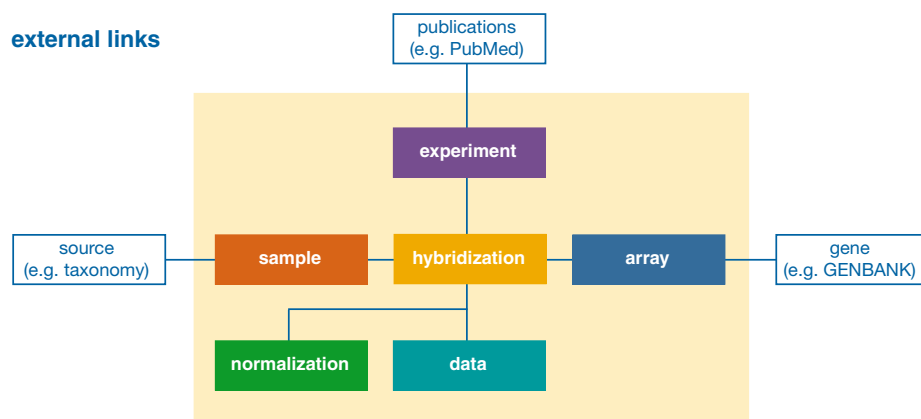 external links
publications
(e.g. PubMed)
experiment
source
(e.g. taxonomy)
sample
hybridization
array
gene
(e.g. GENBANK)
normalization
data